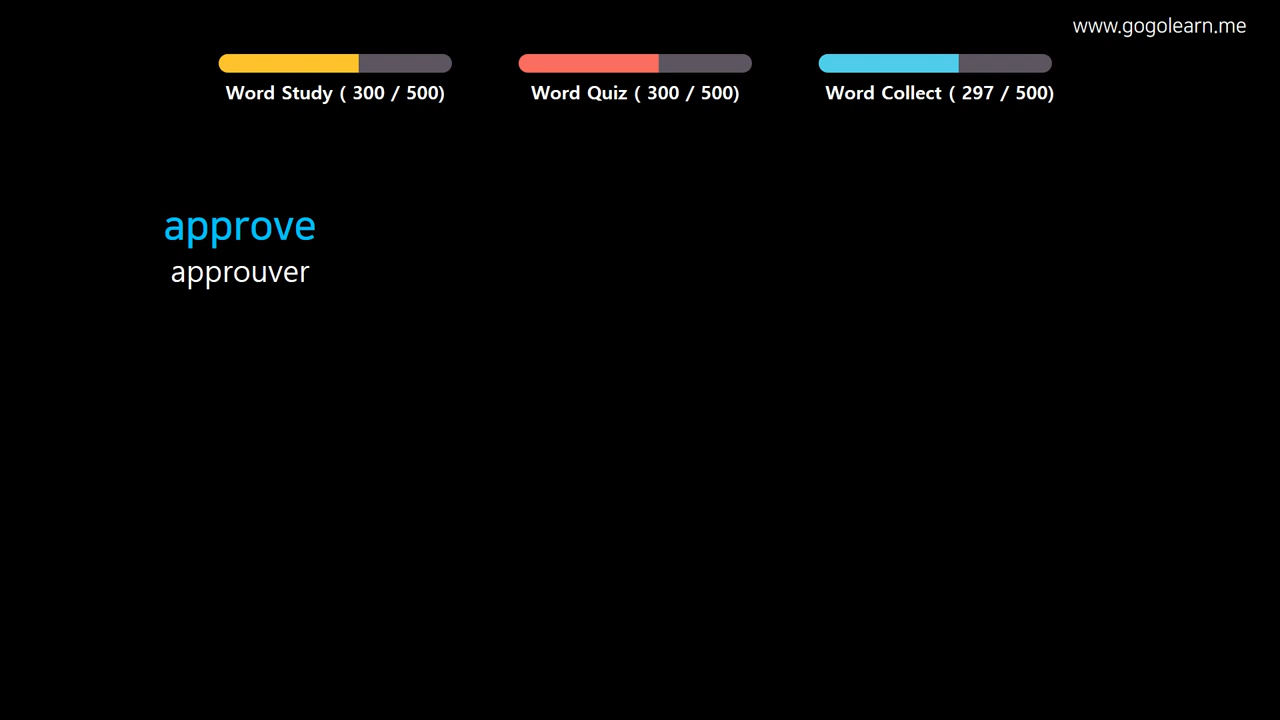 www.gogolearn.me
Word Study ( 300 / 500)
Word Quiz ( 300 / 500)
Word Collect ( 297 / 500)
approve
approuver